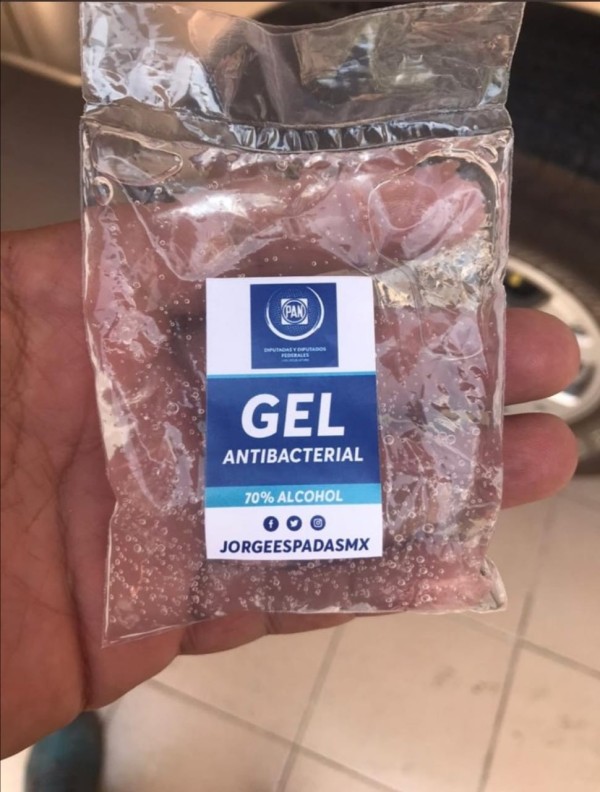 PAN
DIPUTADAS Y DIPUTADOS
FEDERALES
GEL
ANTIBACTERIAL
70% ALCOHOL
JORGEESPADASMX